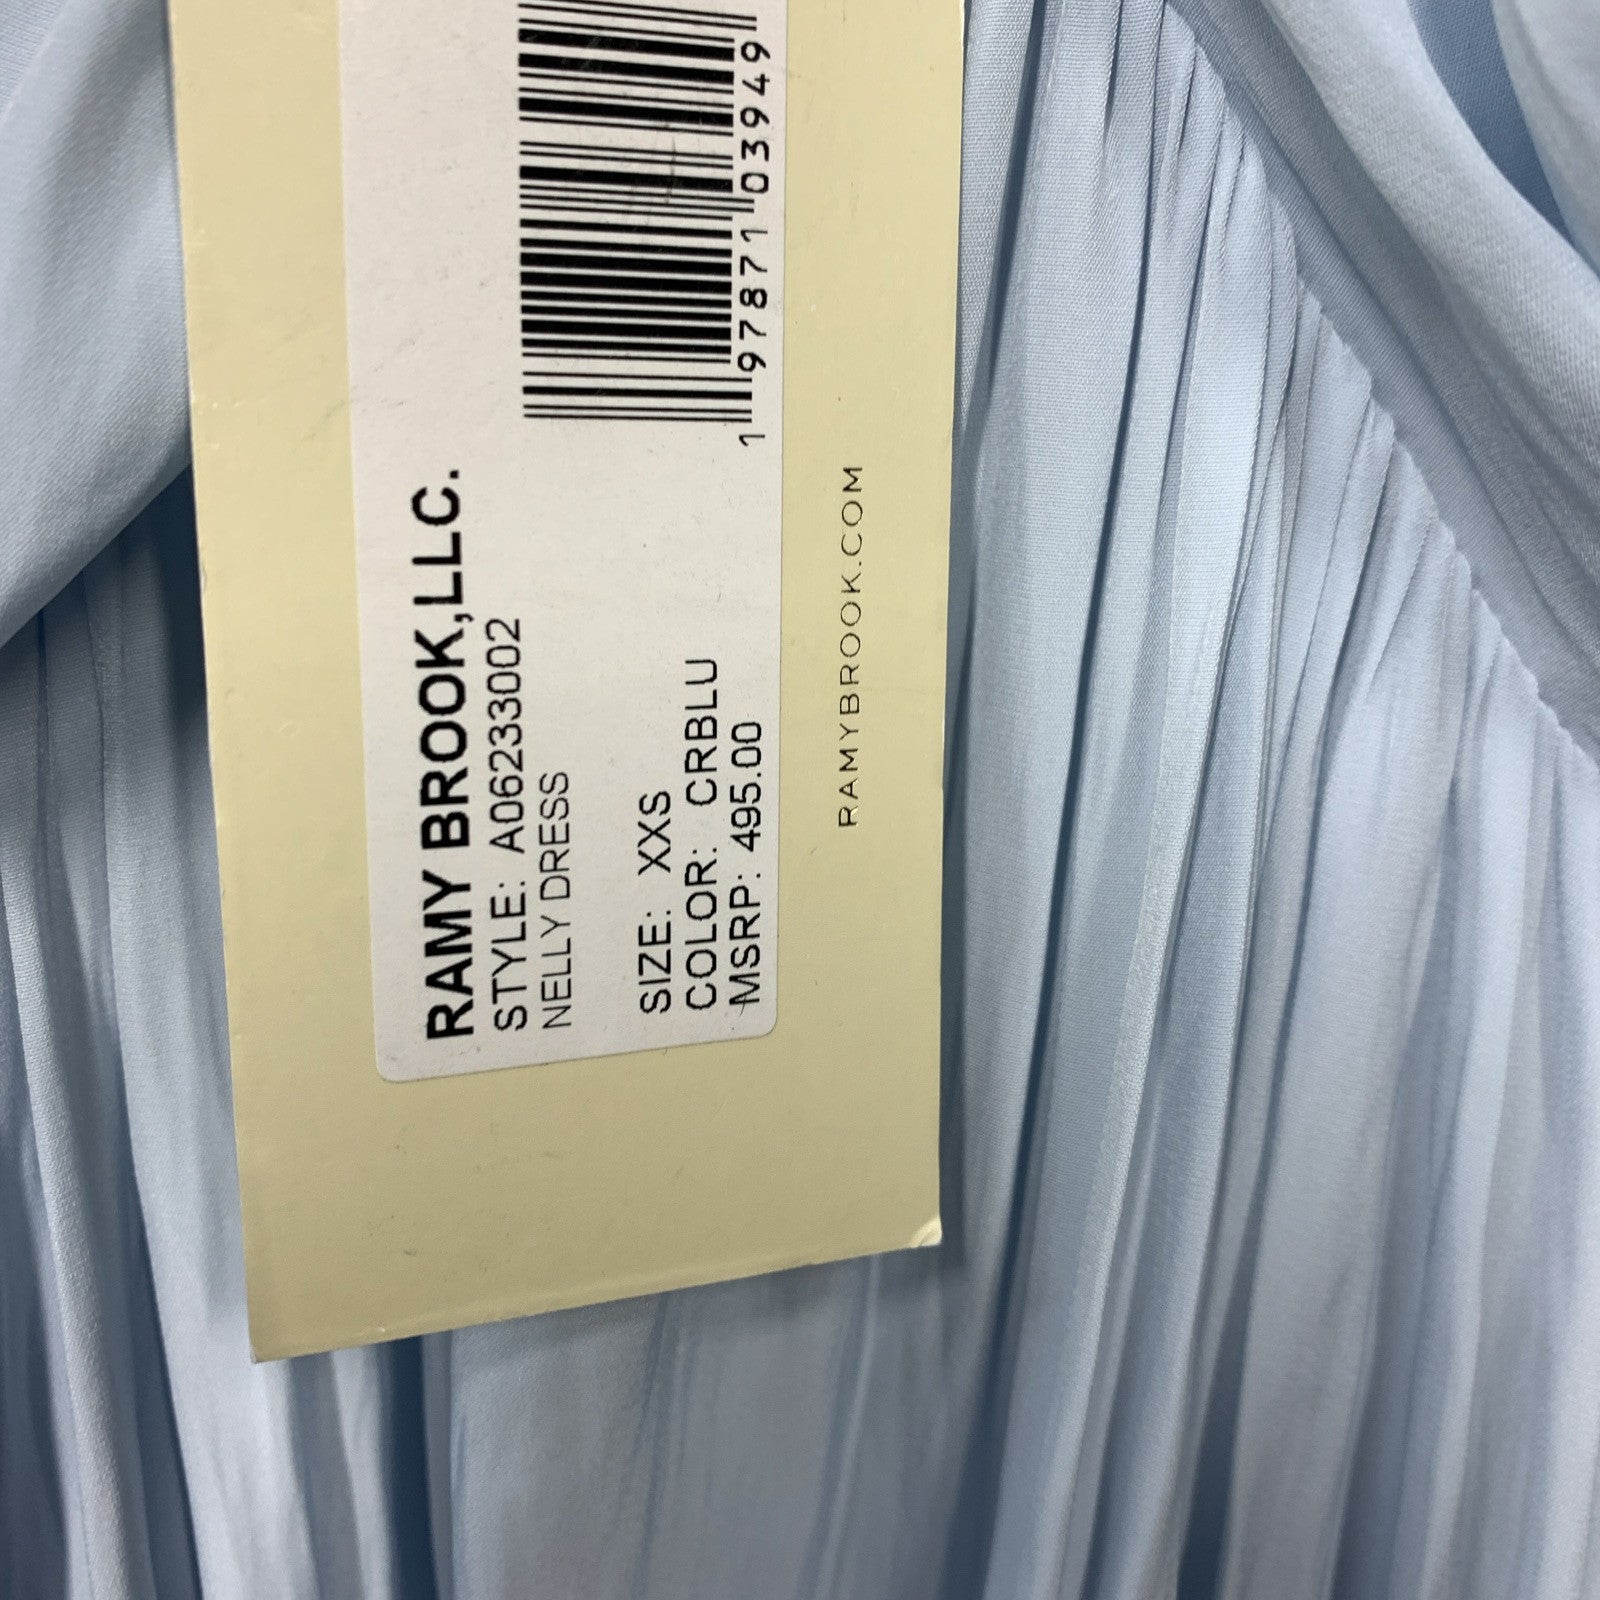 RAMY BROOK,LLC.
STYLE: A06233002
NELLY DRESS
SIZE: XXS
COLOR: CRBLU
MSRP: 495.00
1 97871 03949
RAMYBROOK.COM